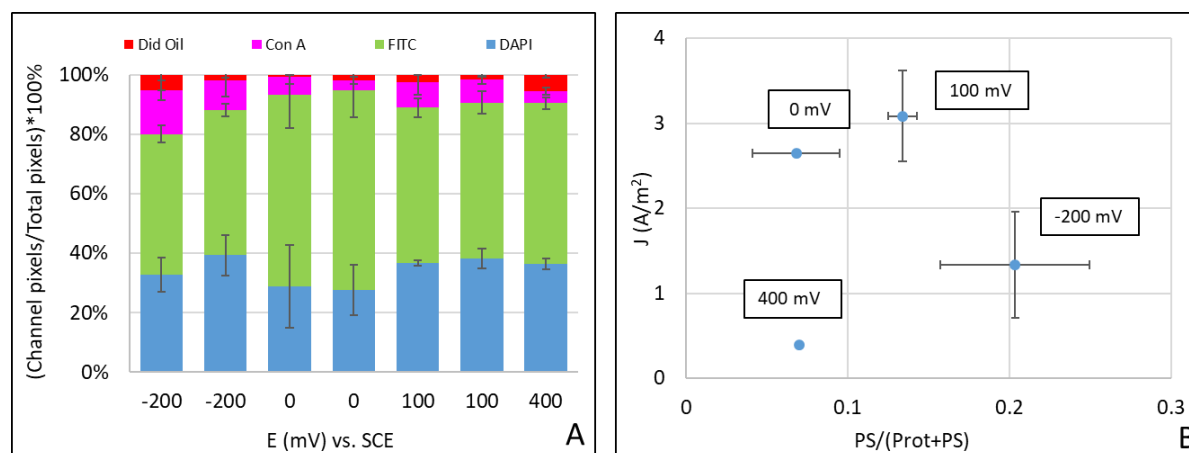 Did Oil Con A FITC DAPI
(Channel pixels/Total pixels)*100%
100%
80%
60%
40%
20%
0%
-200 -200 0 0 100 100 400
E (mV) vs. SCE
A
J (A/m²)
4
3
2
1
0
0 mV
100 mV
-200 mV
400 mV
0 0.1 0.2 0.3
PS/(Prot+PS)
B